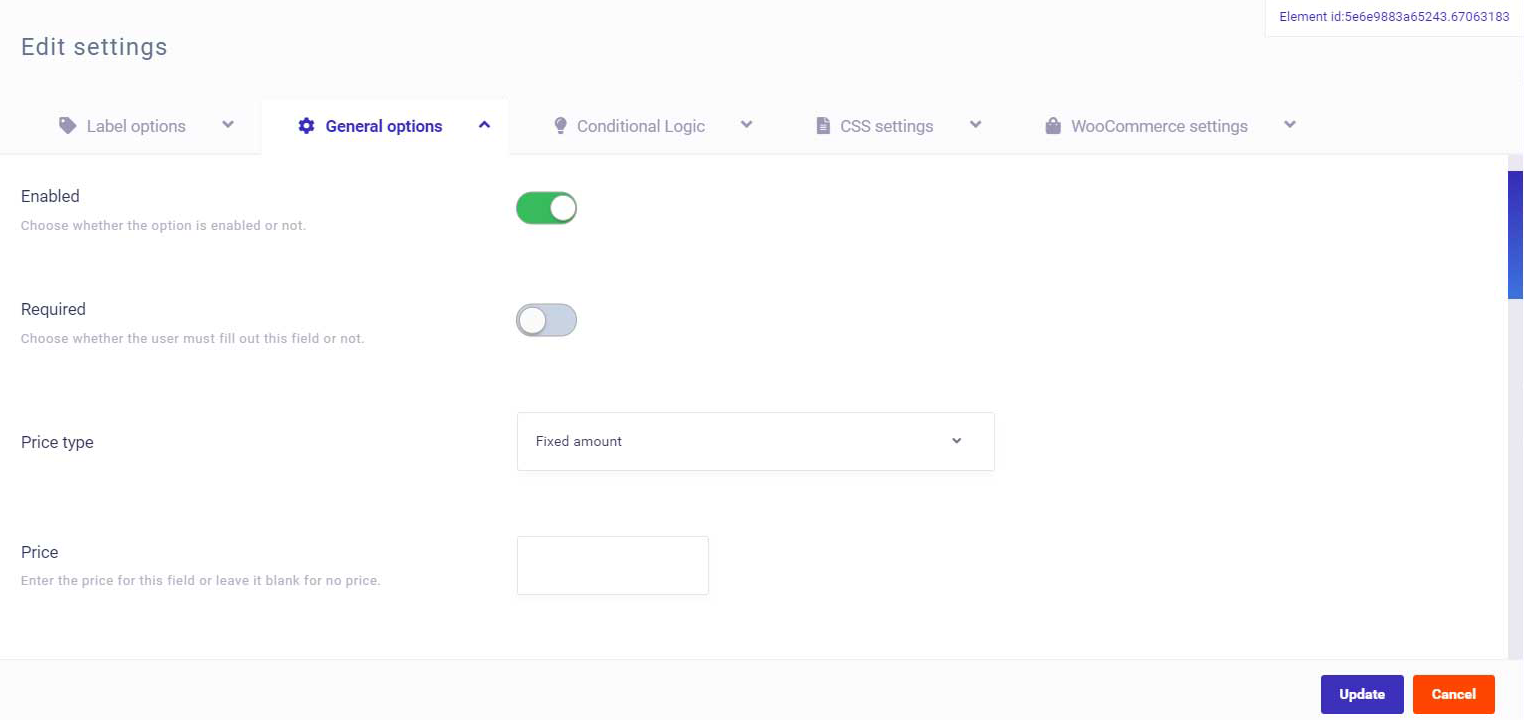 Element id:5e6e9883a65243.67063183
Edit settings
Label options General options Conditional Logic CSS settings WooCommerce settings
Enabled
Choose whether the option is enabled or not.
Required
Choose whether the user must fill out this field or not.
Price type
Fixed amount
Price
Enter the price for this field or leave it blank for no price.
Update Cancel